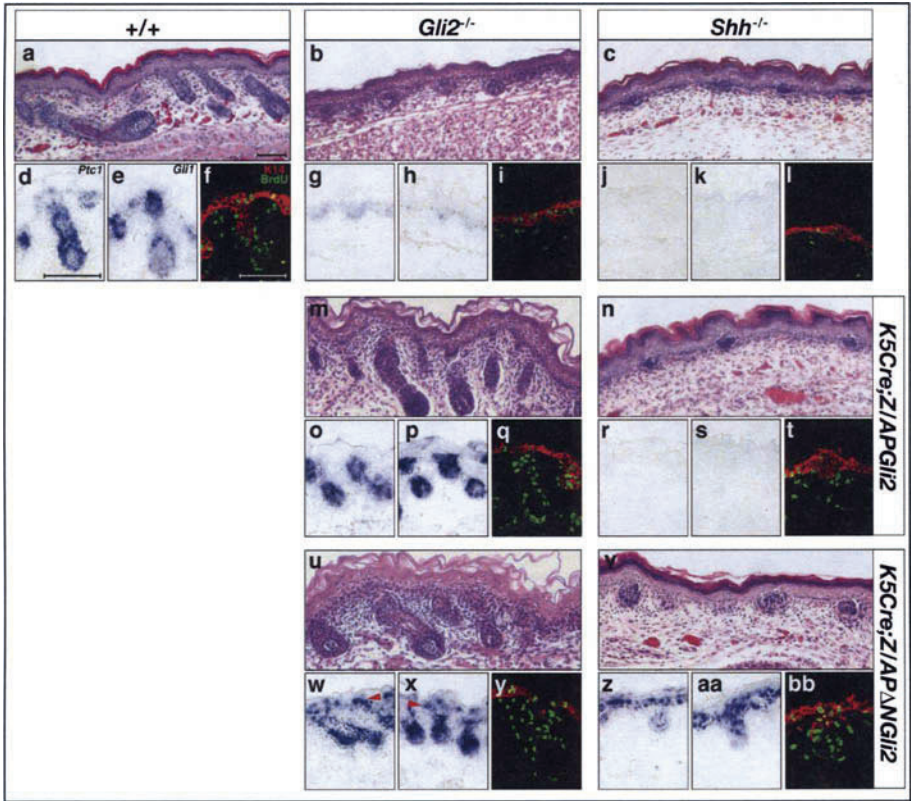 +/+
Gli2-/-
Shh-/-
a
b
c
d
Ptc1
e
Gli1
f
K14
BrdU
g
h
i
j
k
l
m
n
K5Cre;Z/APGli2
o
p
q
r
s
t
u
v
K5Cre;Z/APΔNGli2
w
x
y
z
aa
bb